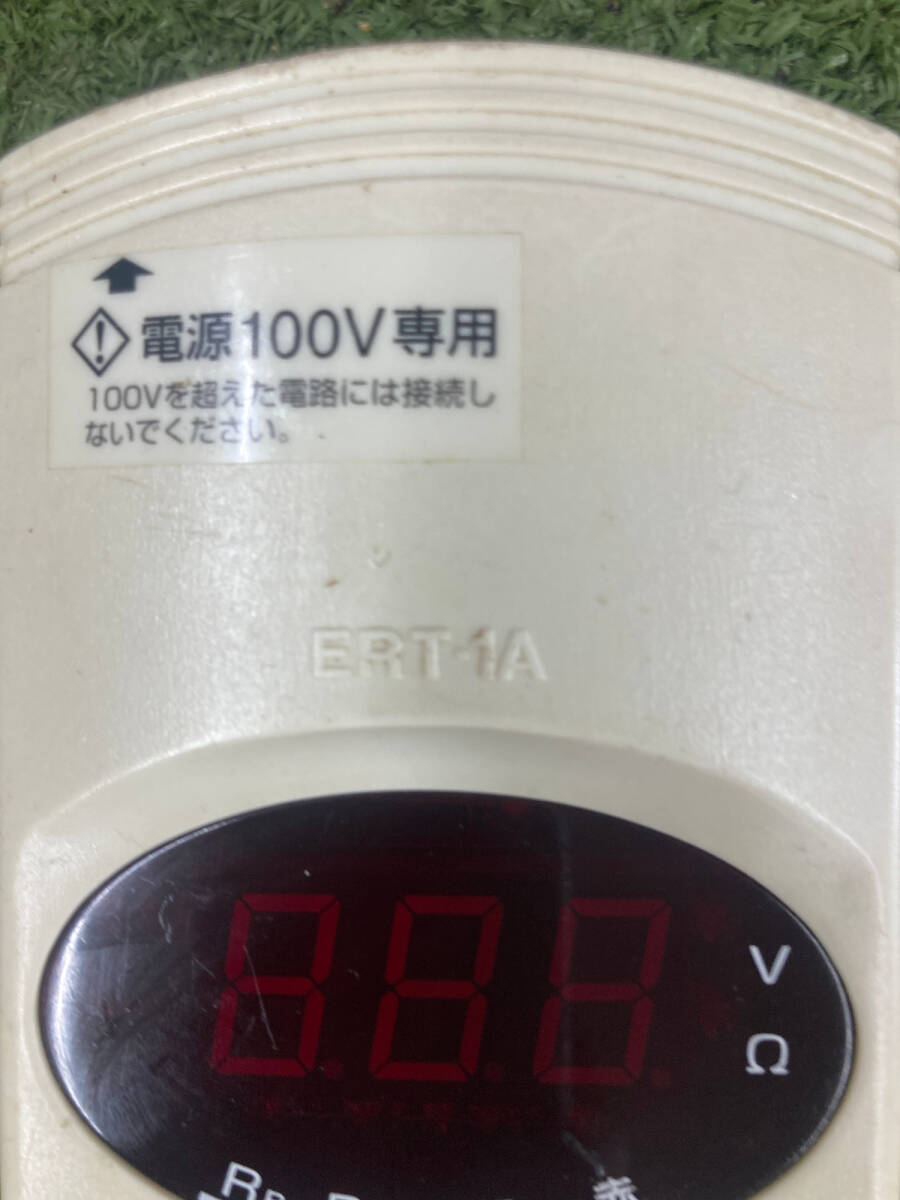 電源100V専用
100Vを超えた電路には接続し
ないでください。
ERT-1A
V
Ω
赤